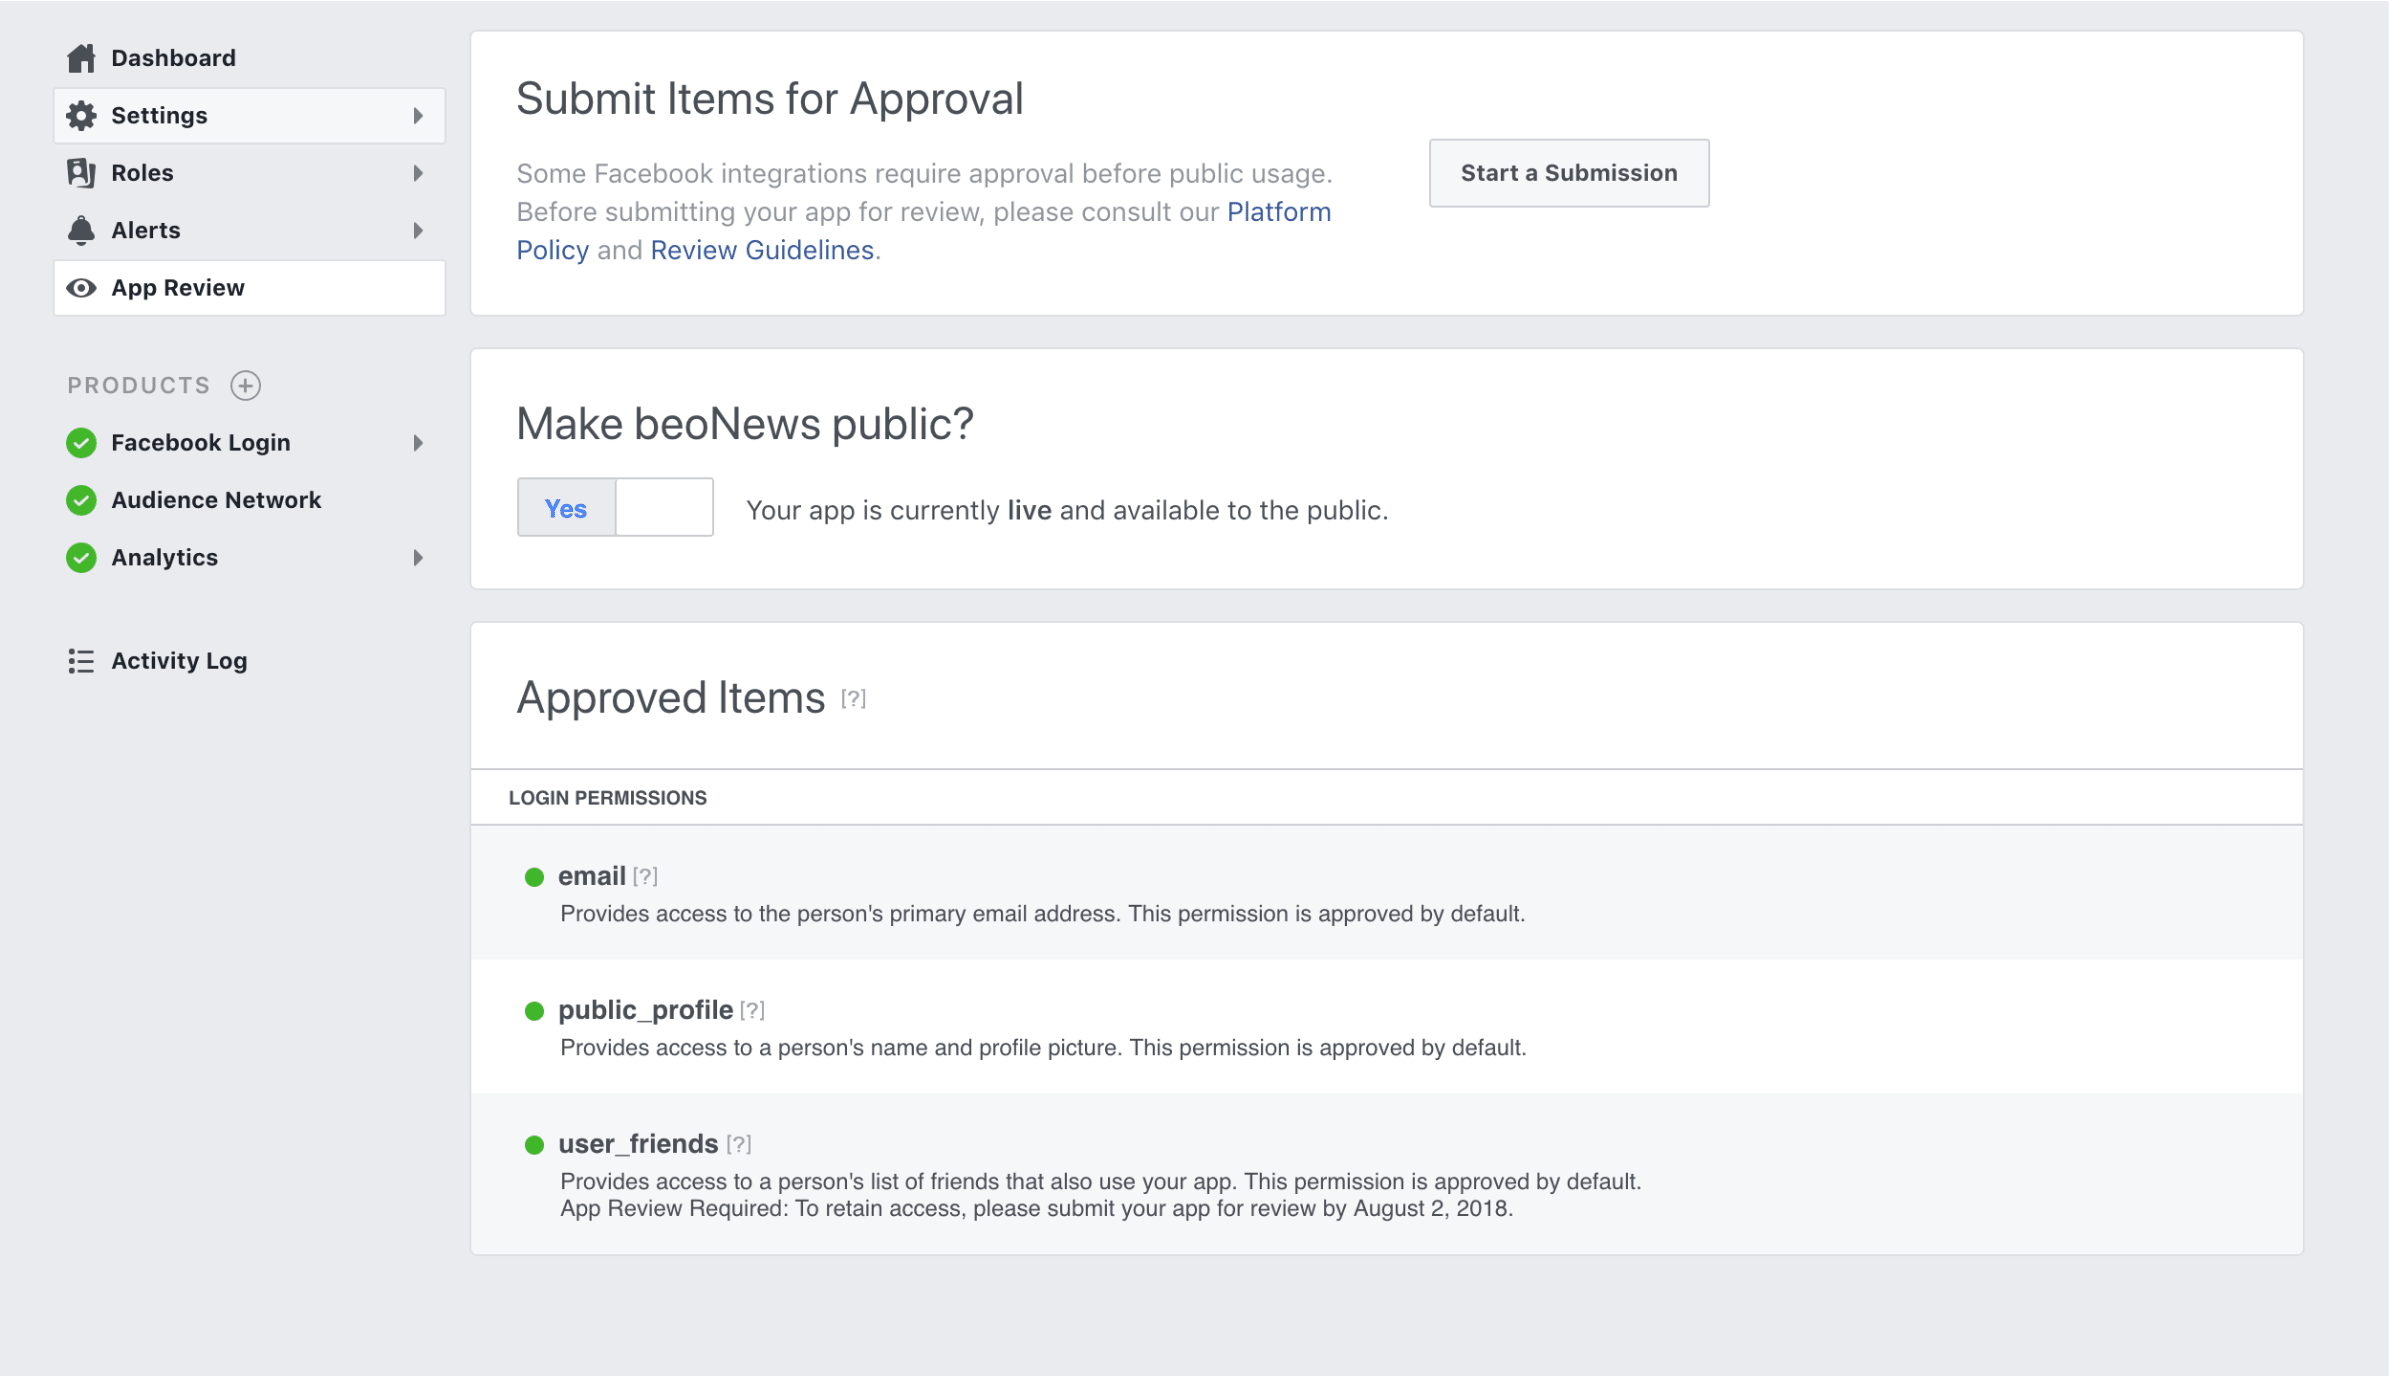 Dashboard
Settings
Roles
Alerts
App Review
PRODUCTS
Facebook Login
Audience Network
Analytics
Activity Log
Submit Items for Approval
Some Facebook integrations require approval before public usage.
Before submitting your app for review, please consult our Platform
Policy and Review Guidelines.
Start a Submission
Make beoNews public?
Yes
Your app is currently live and available to the public.
Approved Items [?]
LOGIN PERMISSIONS
email [?]
Provides access to the person's primary email address. This permission is approved by default.
public_profile [?]
Provides access to a person's name and profile picture. This permission is approved by default.
user_friends [?]
Provides access to a person's list of friends that also use your app. This permission is approved by default.
App Review Required: To retain access, please submit your app for review by August 2, 2018.